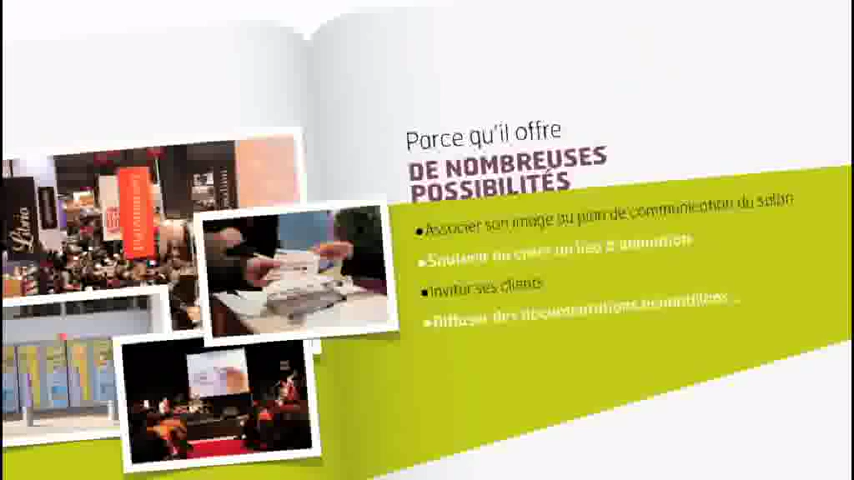 Parce qu'il offre
DE NOMBREUSES
POSSIBILITÉS
•Associer son image au plan de communication du salon
•Soutenir ou créer un lieu d'animation
•Inviter ses clients
•Diffuser des documentations
Librio